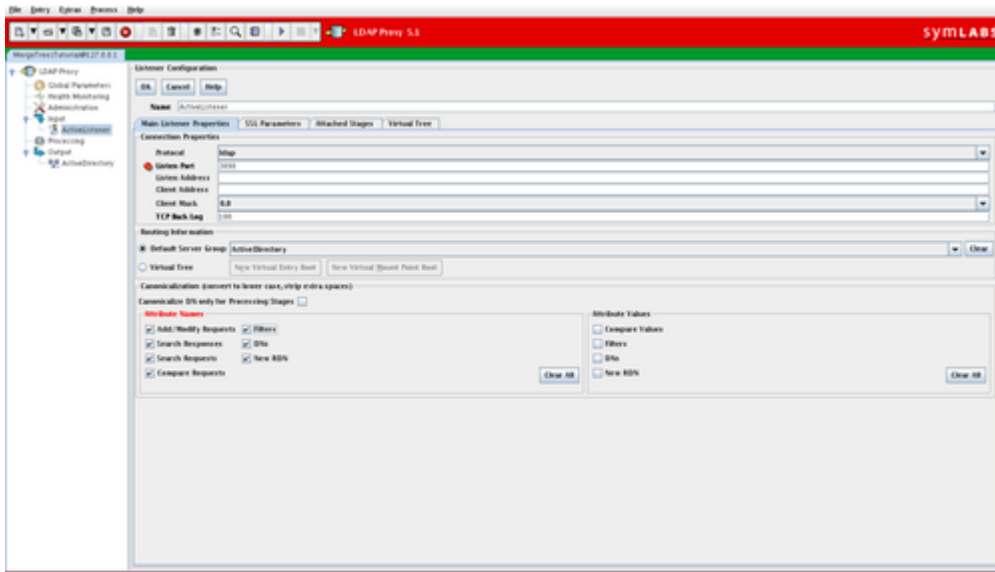 File Entry Extras Process Help
LDAP Proxy 5.1
symLABS
MergeTreesTutorial@127.0.0.1
LDAP Proxy
Global Parameters
Health Monitoring
Administration
Input
ActiveListener
Processing
Output
ActiveDirectory
Listener Configuration
OK Cancel Help
Name ActiveListener
Main Listener Properties SSL Parameters Attached Stages Virtual Tree
Connection Properties
Protocol ldap
Listen Port
Listen Address
Client Address
Client Mask 0.0
TCP Back Log 100
Routing Information
Default Server Group ActiveDirectory Clear
Virtual Tree New Virtual Entry Root New Virtual Mount Point Root
Canonicalization (convert to lower case, strip extra spaces)
Canonicalize DN only for Processing Stages
Attribute Names
Add/Modify Requests Filters
Search Responses DNs
Search Requests New RDN
Compare Requests
Clear All
Attribute Values
Compare Values
Filters
DNs
New RDN
Clear All